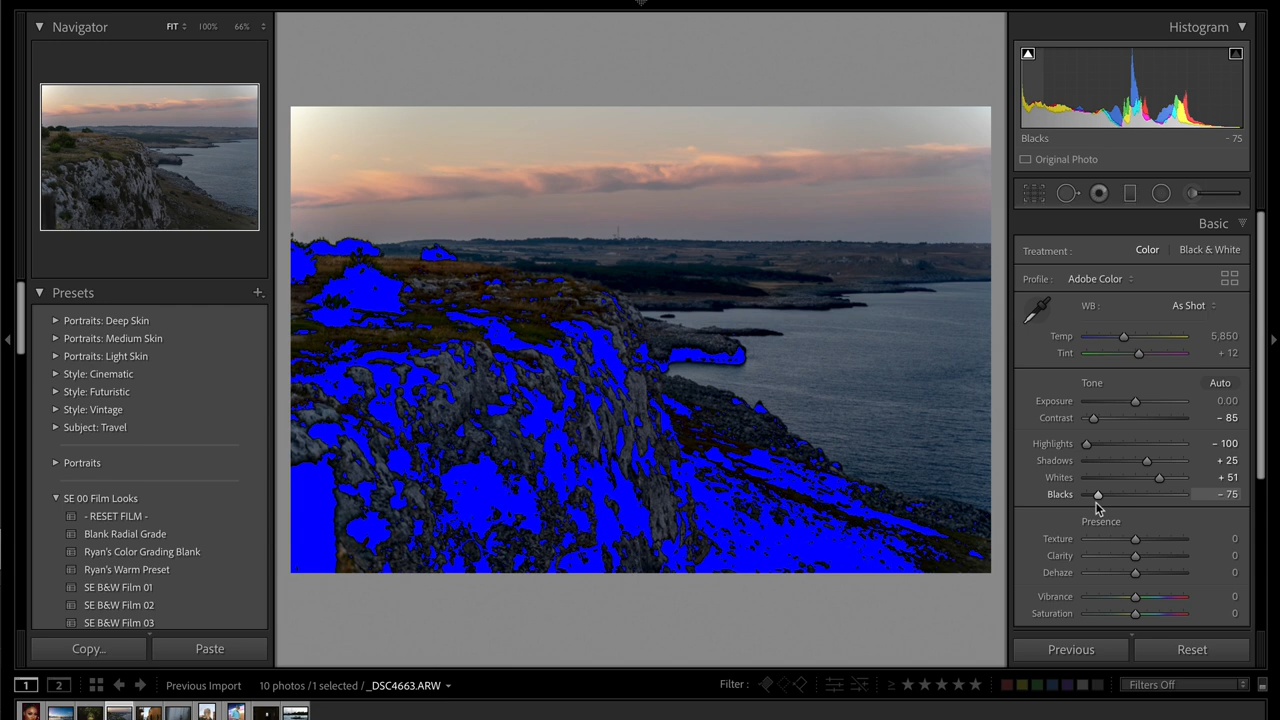 Navigator
FIT 100% 66%
Presets
Portraits: Deep Skin
Portraits: Medium Skin
Portraits: Light Skin
Style: Cinematic
Style: Futuristic
Style: Vintage
Subject: Travel
Portraits
SE 00 Film Looks
- RESET FILM -
Blank Radial Grade
Ryan's Color Grading Blank
Ryan's Warm Preset
SE B&W Film 01
SE B&W Film 02
SE B&W Film 03
Copy... Paste
Histogram
Blacks - 75
Original Photo
Basic
Treatment : Color Black & White
Profile : Adobe Color
WB : As Shot
Temp 5,850
Tint + 12
Tone Auto
Exposure 0.00
Contrast - 85
Highlights - 100
Shadows + 25
Whites + 51
Blacks - 75
Presence
Texture 0
Clarity 0
Dehaze 0
Vibrance 0
Saturation 0
Previous Reset
1 2 Previous Import 10 photos / 1 selected / _DSC4663.ARW Filter : ≥ ★★★★★ Filters Off